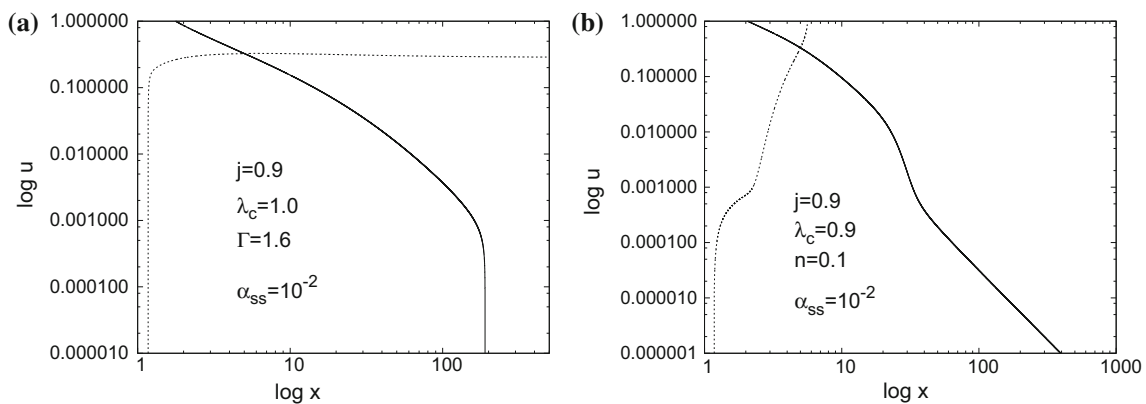 (a)
1.000000
0.100000
0.010000
0.001000
0.000100
0.000010
log u
j=0.9
λc=1.0
Γ=1.6
αss=10-2
1 10 100
log x
(b)
1.000000
0.100000
0.010000
0.001000
0.000100
0.000010
0.000001
log u
j=0.9
λc=0.9
n=0.1
αss=10-2
1 10 100 1000
log x